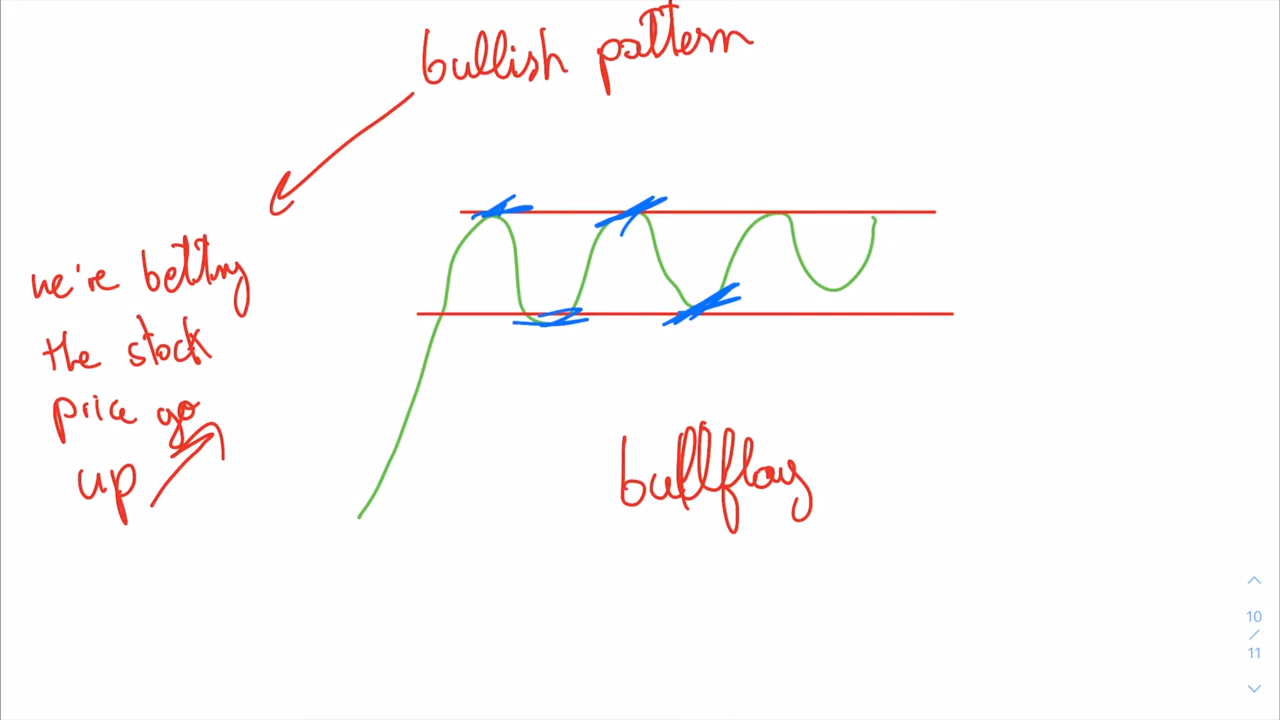 bullish pattern
we're betting
the stock
price go
up
bullflag
10
/
11